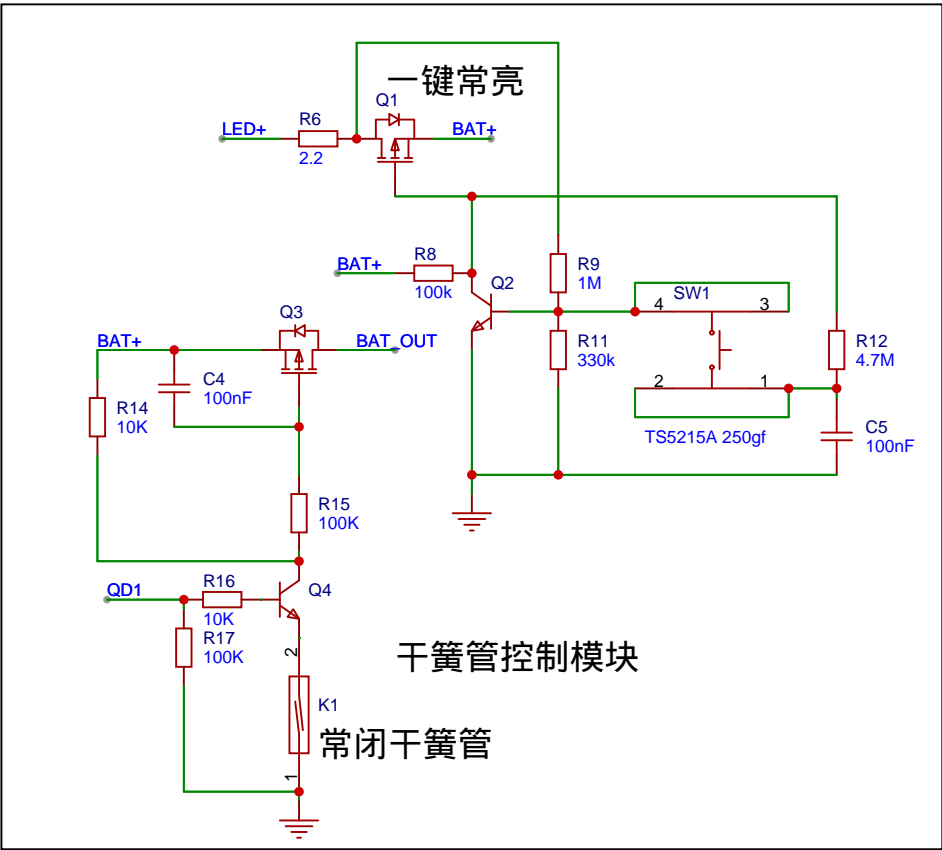 一键常亮
Q1
LED+
R6
2.2
BAT+
BAT+
R8
100k
Q2
R9
1M
SW1
4
3
R11
330k
2
1
TS5215A 250gf
R12
4.7M
C5
100nF
Q3
BAT+
BAT_OUT
C4
100nF
R14
10K
R15
100K
QD1
R16
10K
Q4
R17
100K
2
K1
1
干簧管控制模块
常闭干簧管